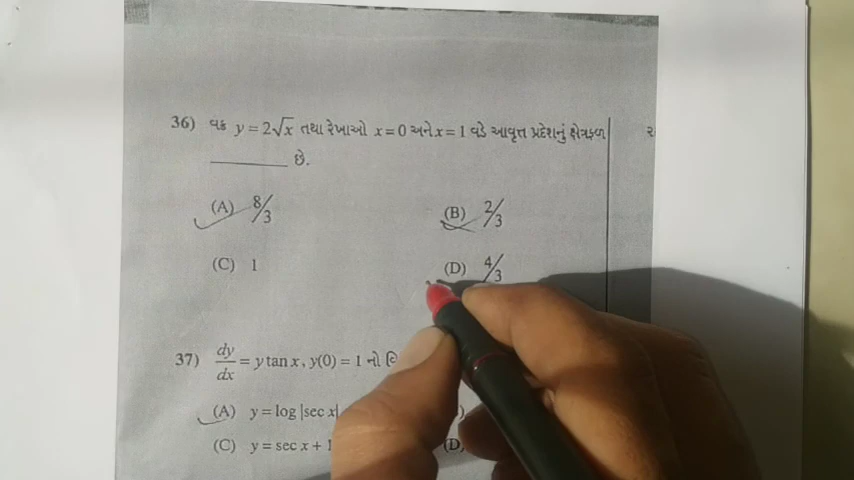 36) વક્ર y = 2√x તથા રેખાઓ x = 0 અને x = 1 વડે આવૃત્ત પ્રદેશનું ક્ષેત્રફળ
________ છે.
(A) 8/3 (B) 2/3
(C) 1 (D) 4/3
37) dy/dx = y tan x, y(0) = 1 નો
(A) y = log |sec x|
(C) y = sec x + 1 (D)